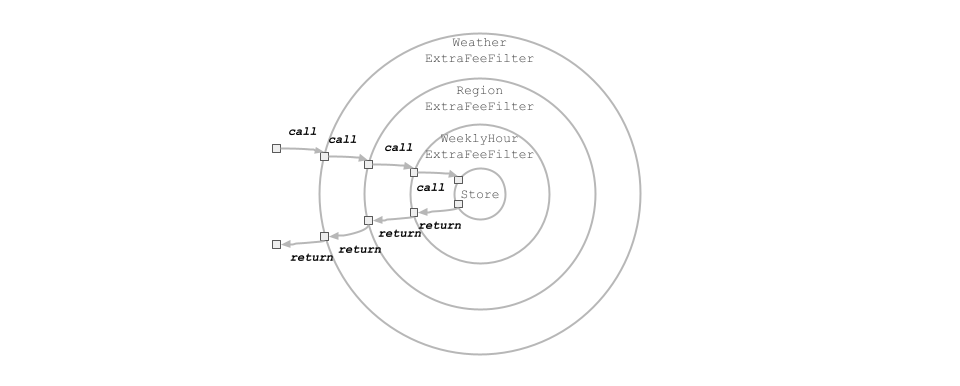 Weather
ExtraFeeFilter
Region
ExtraFeeFilter
call
call
WeeklyHour
call
ExtraFeeFilter
call
Store
return
return
return
return